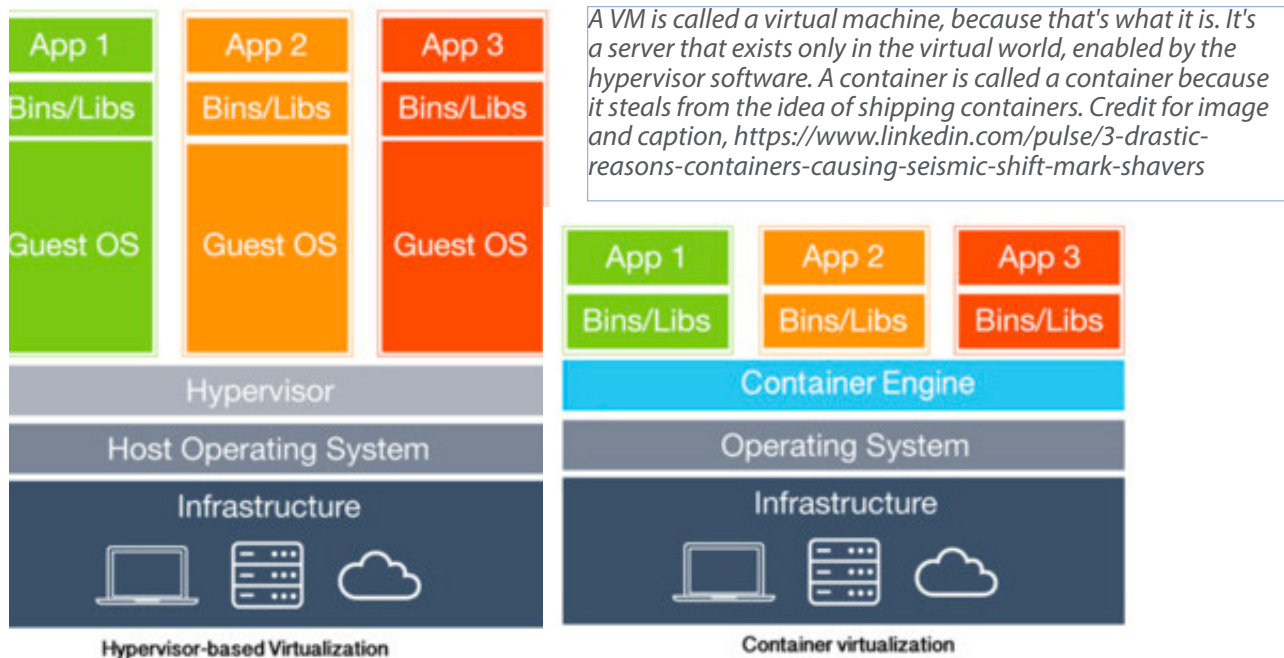 App 1
App 2
App 3
Bins/Libs
Bins/Libs
Bins/Libs
Guest OS
Guest OS
Guest OS
Hypervisor
Host Operating System
Infrastructure
Hypervisor-based Virtualization
A VM is called a virtual machine, because that's what it is. It's
a server that exists only in the virtual world, enabled by the
hypervisor software. A container is called a container because
it steals from the idea of shipping containers. Credit for image
and caption, https://www.linkedin.com/pulse/3-drastic-
reasons-containers-causing-seismic-shift-mark-shavers
App 1
App 2
App 3
Bins/Libs
Bins/Libs
Bins/Libs
Container Engine
Operating System
Infrastructure
Container virtualization